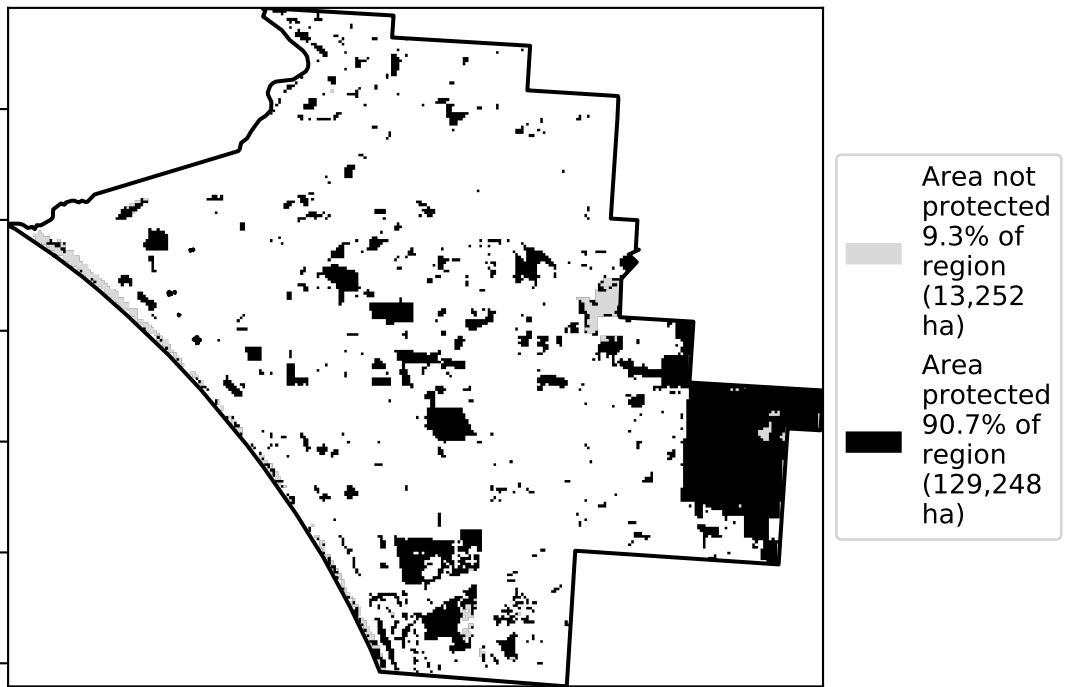 Area not
protected
9.3% of
region
(13,252
ha)
Area
protected
90.7% of
region
(129,248
ha)